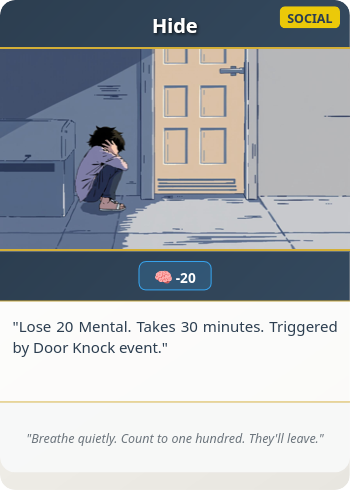 SOCIAL
Hide
-20
"Lose 20 Mental. Takes 30 minutes. Triggered
by Door Knock event."
"Breathe quietly. Count to one hundred. They'll leave."